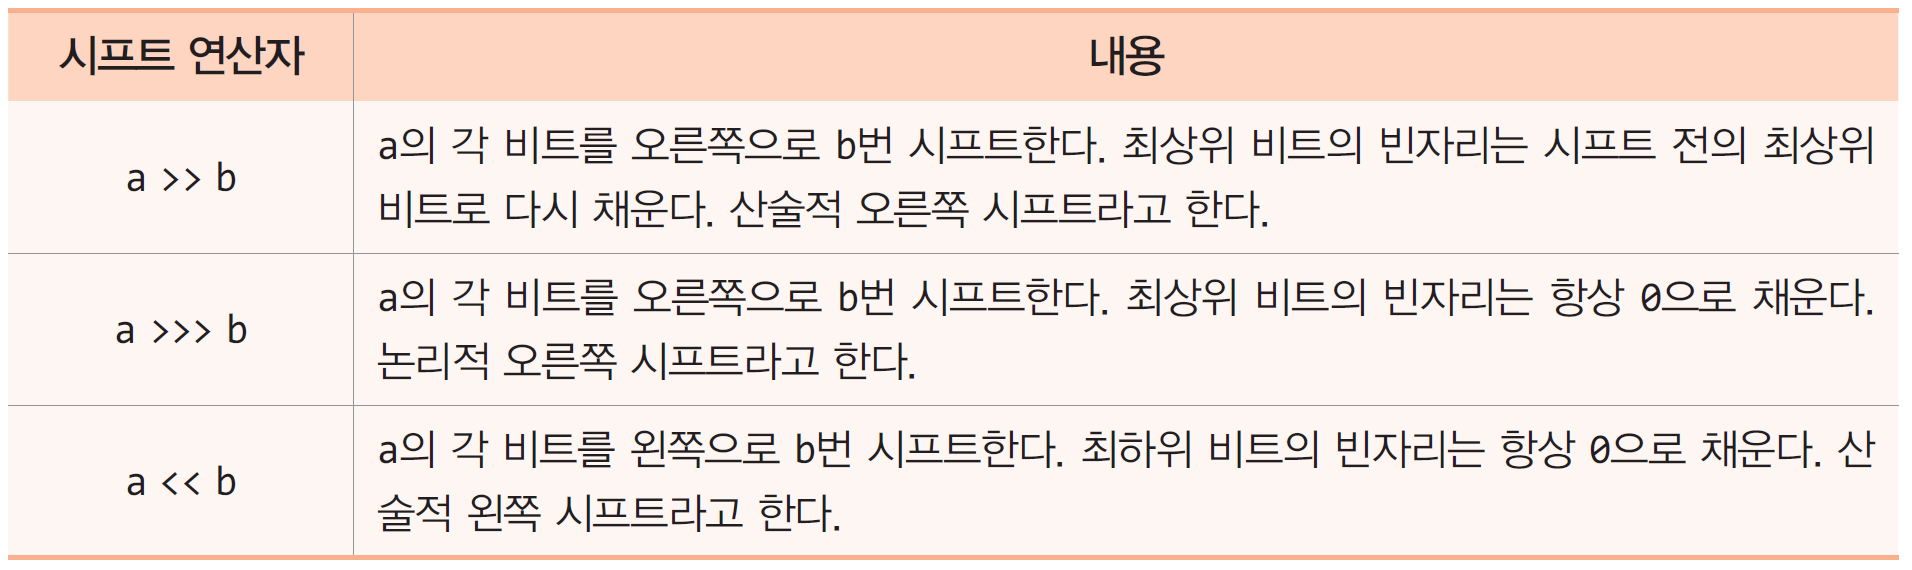 시프트 연산자 내용
a >> b
a의 각 비트를 오른쪽으로 b번 시프트한다. 최상위 비트의 빈자리는 시프트 전의 최상위
비트로 다시 채운다. 산술적 오른쪽 시프트라고 한다.
a >>> b
a의 각 비트를 오른쪽으로 b번 시프트한다. 최상위 비트의 빈자리는 항상 0으로 채운다.
논리적 오른쪽 시프트라고 한다.
a << b
a의 각 비트를 왼쪽으로 b번 시프트한다. 최하위 비트의 빈자리는 항상 0으로 채운다. 산
술적 왼쪽 시프트라고 한다.